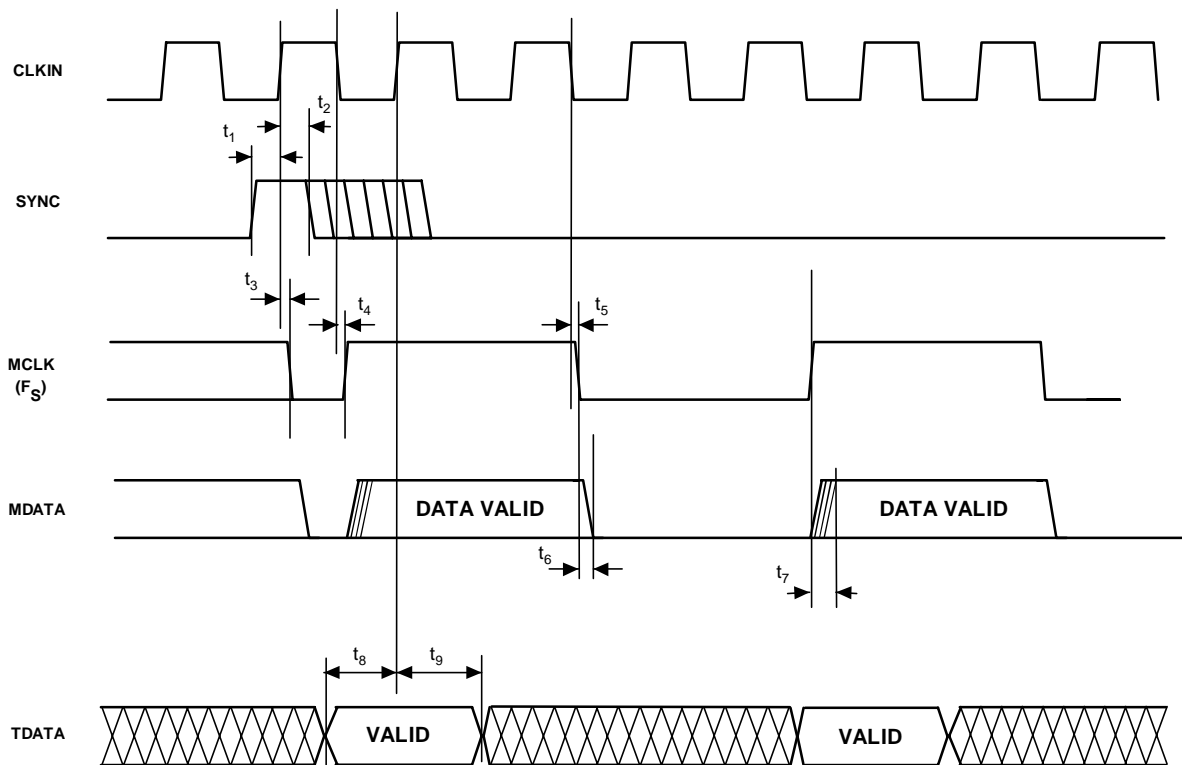 CLKIN
t2
t1
SYNC
t3
t4
t5
MCLK
(FS)
MDATA
DATA VALID
DATA VALID
t6
t7
t8
t9
TDATA
VALID
VALID